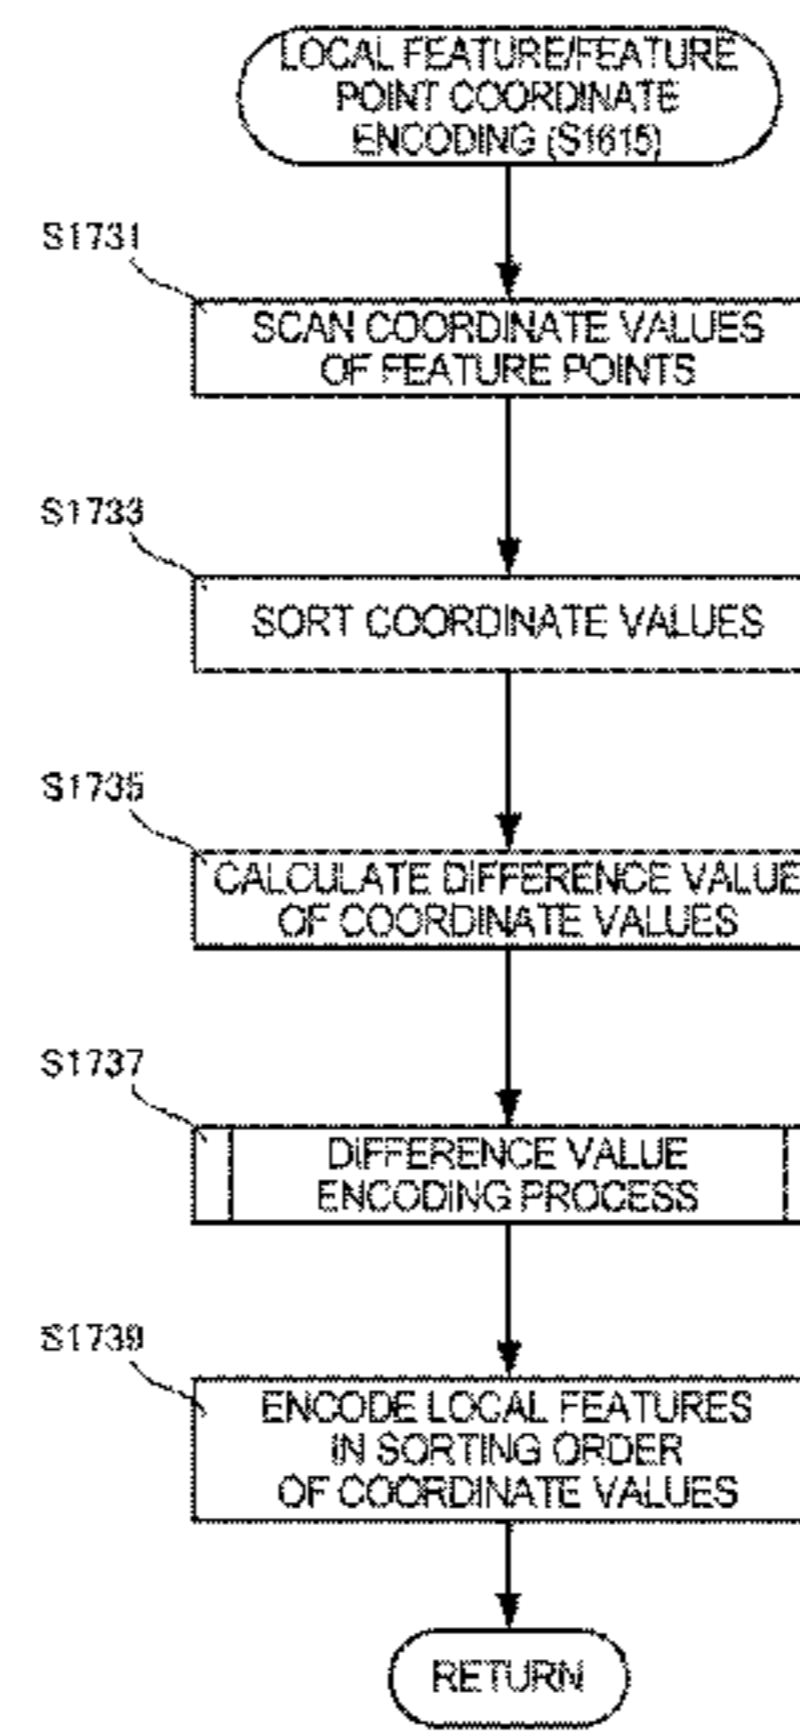 LOCAL FEATURE/FEATURE
POINT COORDINATE
ENCODING (S1615)
S1731
SCAN COORDINATE VALUES
OF FEATURE POINTS
S1733
SORT COORDINATE VALUES
S1735
CALCULATE DIFFERENCE VALUE
OF COORDINATE VALUES
S1737
DIFFERENCE VALUE
ENCODING PROCESS
S1739
ENCODE LOCAL FEATURES
IN SORTING ORDER
OF COORDINATE VALUES
RETURN